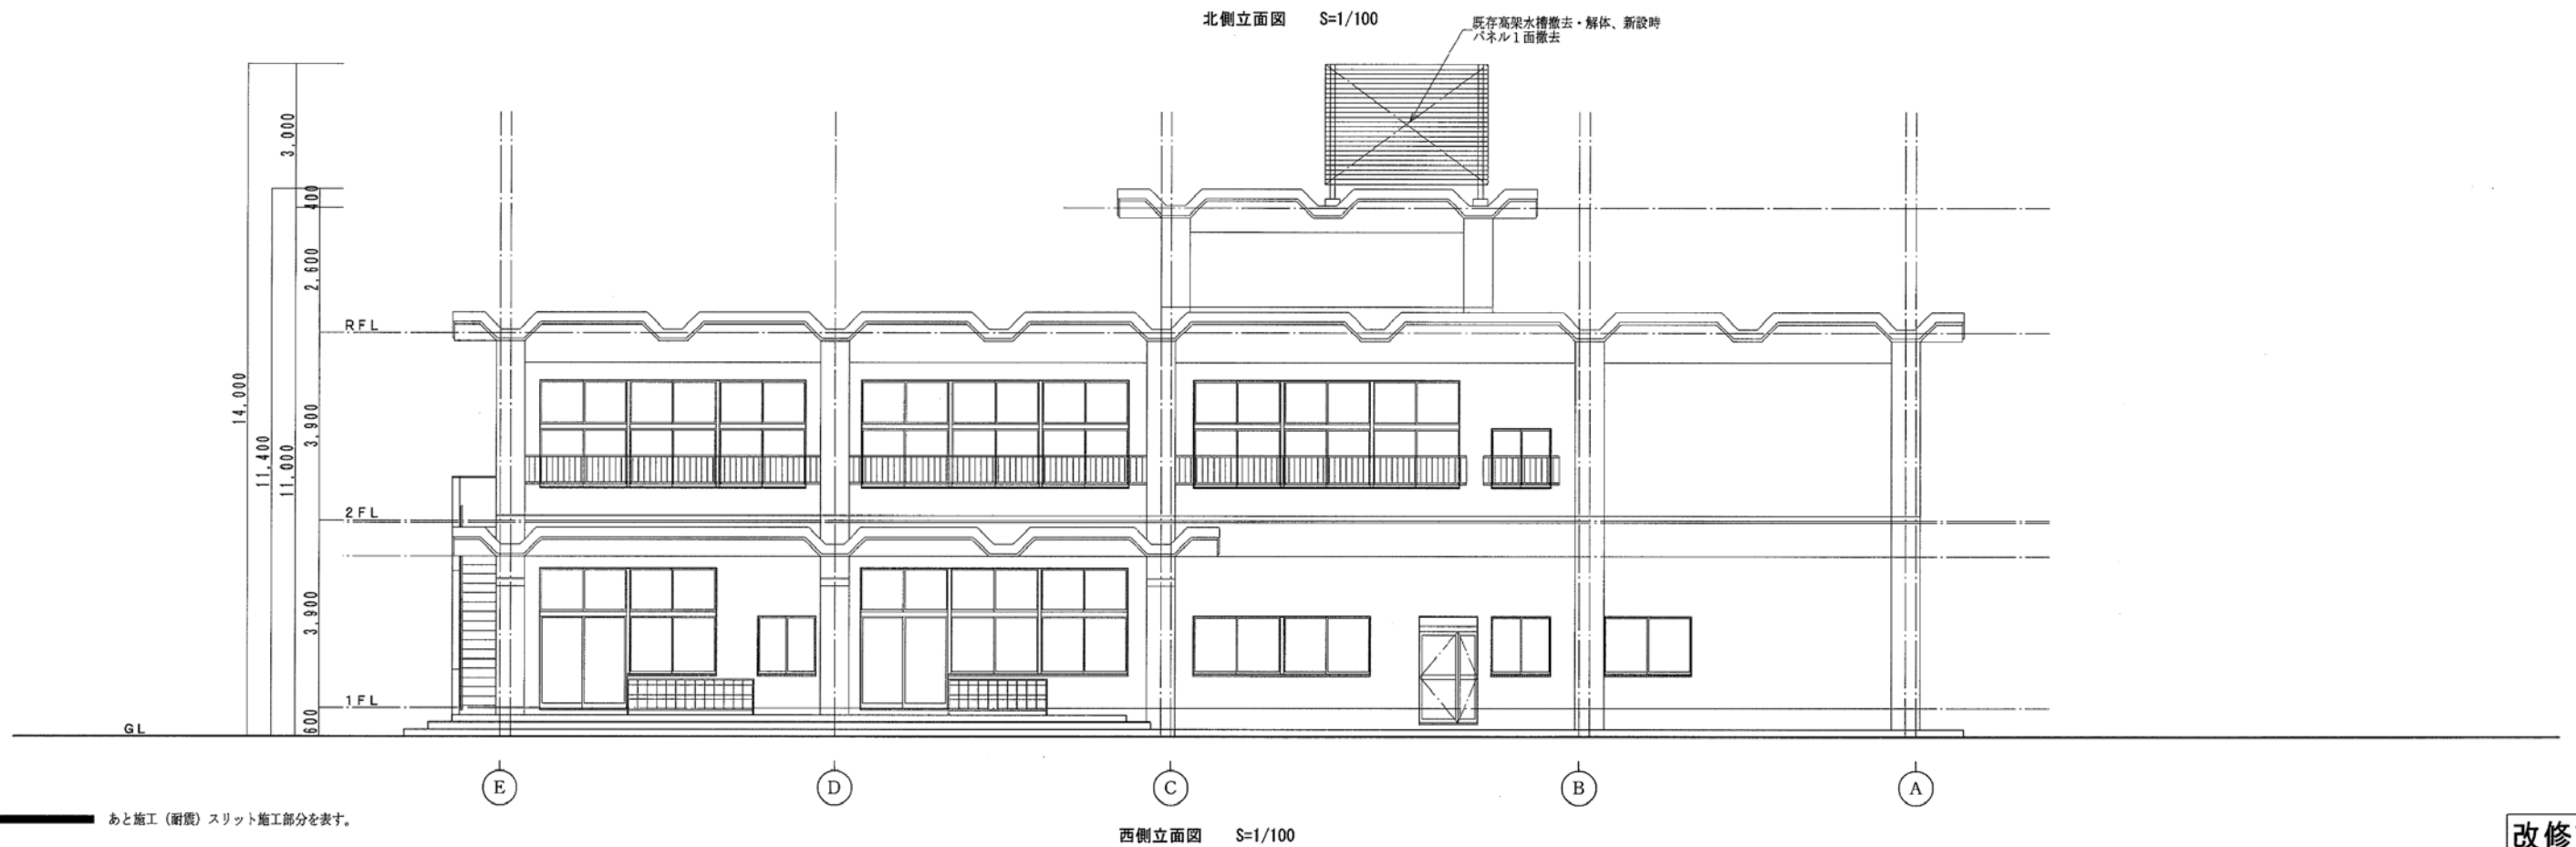 北側立面図 S=1/100
既存高架水槽撤去・解体、新設時
パネル1面撤去
3,000
400
2,600
RFL
14,000
3,900
11,400
11,000
2FL
3,900
1FL
600
GL
E
D
C
B
A
あと施工（耐震）スリット施工部分を表す。
西側立面図 S=1/100
改修